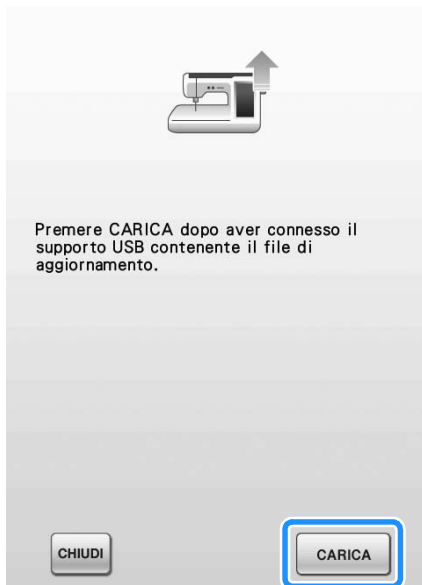 Premere CARICA dopo aver connesso il
supporto USB contenente il file di
aggiornamento.
CHIUDI
CARICA